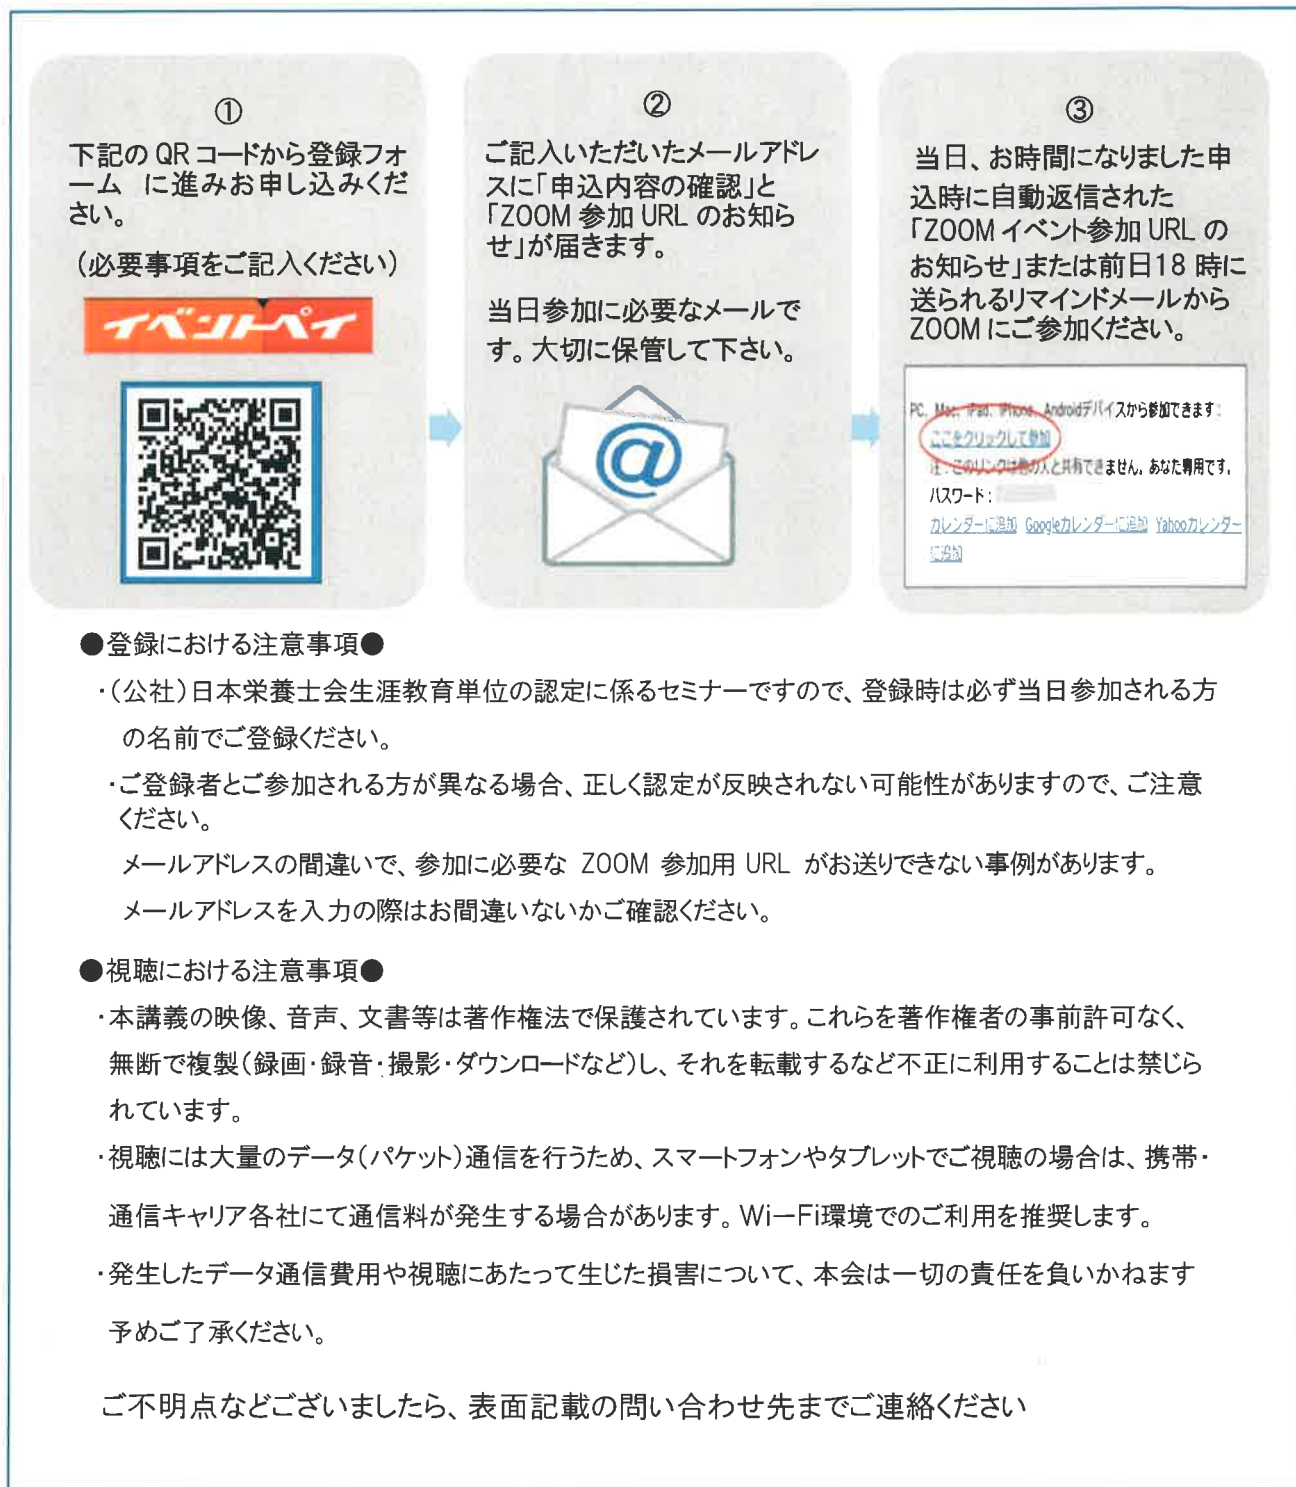 ①
下記の QR コードから登録フォ
ーム に進みお申し込みくだ
さい。
（必要事項をご記入ください）
イベントペイ
②
ご記入いただいたメールアドレ
スに「申込内容の確認」と
「ZOOM 参加 URL のお知ら
せ」が届きます。
当日参加に必要なメールで
す。大切に保管して下さい。
@
③
当日、お時間になりました申
込時に自動返信された
「ZOOM イベント参加 URL の
お知らせ」または前日18 時に
送られるリマインドメールから
ZOOM にご参加ください。
PC、Mac、iPad、iPhone、Androidデバイスから参加できます：
ここをクリックして参加
注：このリンクは他の人と共有できません。あなた専用です。
パスワード：
カレンダーに追加 Googleカレンダーに追加 Yahooカレンダー
に追加
●登録における注意事項●
・（公社）日本栄養士会生涯教育単位の認定に係るセミナーですので、登録時は必ず当日参加される方
の名前でご登録ください。
・ご登録者とご参加される方が異なる場合、正しく認定が反映されない可能性がありますので、ご注意
ください。
メールアドレスの間違いで、参加に必要な ZOOM 参加用 URL がお送りできない事例があります。
メールアドレスを入力の際はお間違いないかご確認ください。
●視聴における注意事項●
・本講義の映像、音声、文書等は著作権法で保護されています。これらを著作権者の事前許可なく、
無断で複製（録画・録音・撮影・ダウンロードなど）し、それを転載するなど不正に利用することは禁じら
れています。
・視聴には大量のデータ（パケット）通信を行うため、スマートフォンやタブレットでご視聴の場合は、携帯・
通信キャリア各社にて通信料が発生する場合があります。Wi－Fi環境でのご利用を推奨します。
・発生したデータ通信費用や視聴にあたって生じた損害について、本会は一切の責任を負いかねます
予めご了承ください。
ご不明点などございましたら、表面記載の問い合わせ先までご連絡ください